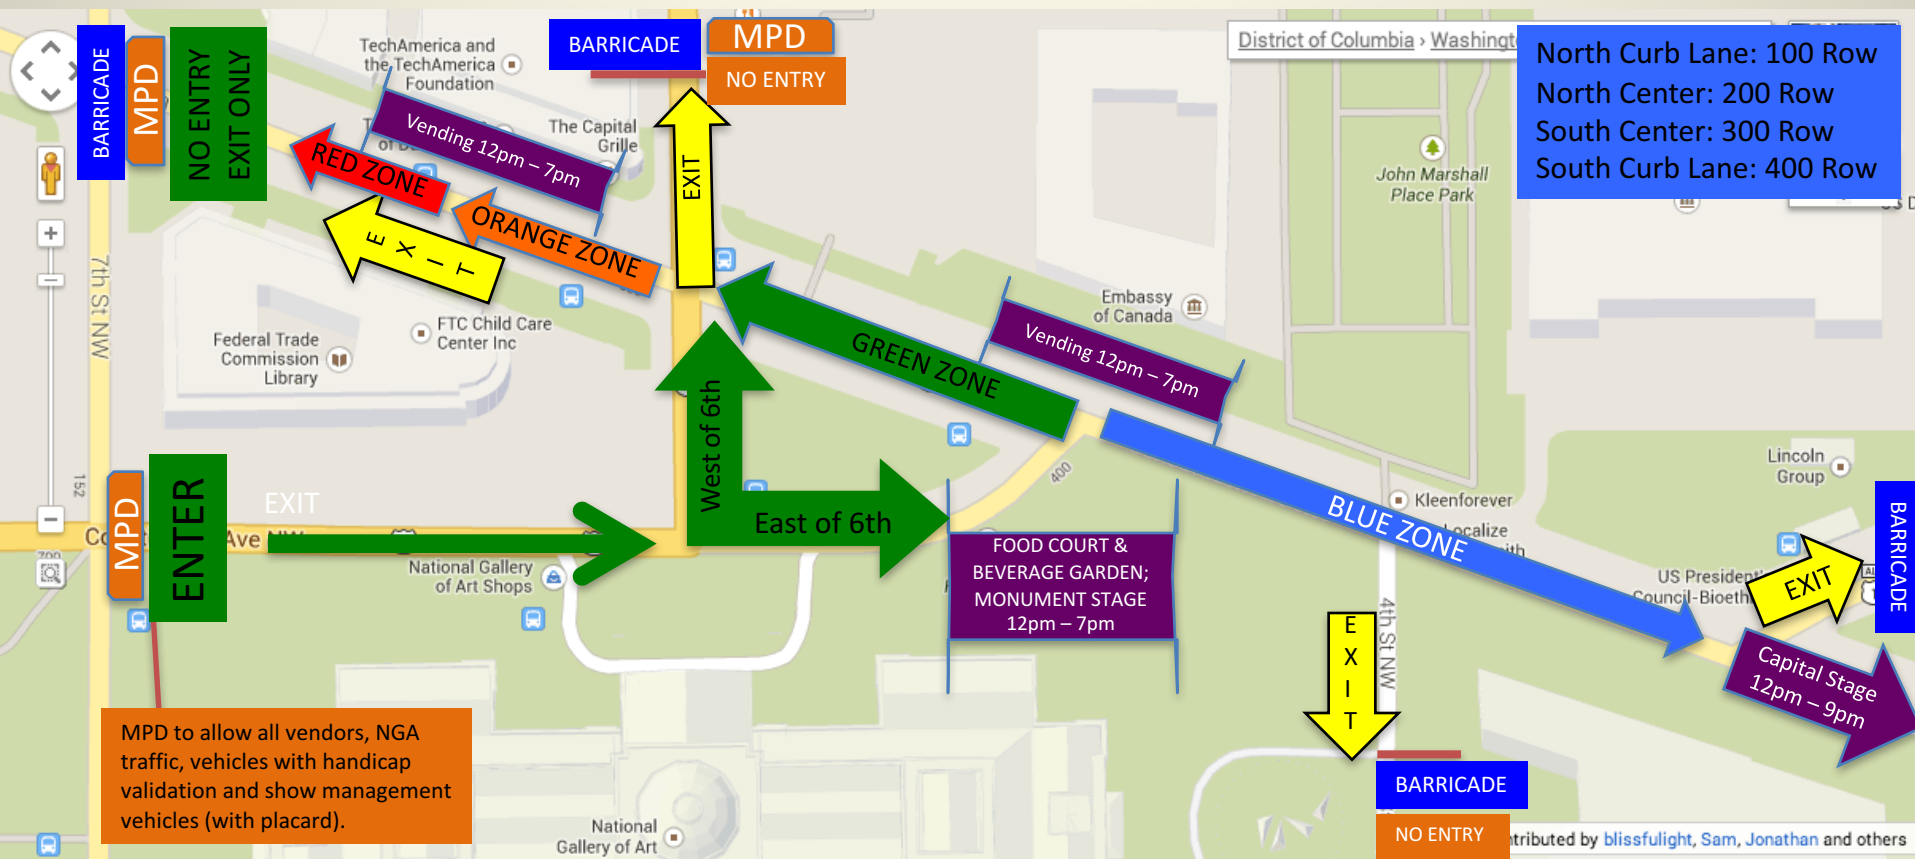 BARRICADE
MPD
NO ENTRY
EXIT ONLY
TechAmerica and
the TechAmerica
Foundation
BARRICADE
MPD
NO ENTRY
District of Columbia ›
North Curb Lane: 100 Row
North Center: 200 Row
South Center: 300 Row
South Curb Lane: 400 Row
Vending 12pm – 7pm
The Capital
Grille
RED ZONE
EXIT
ORANGE ZONE
EXIT
John Marshall
Place Park
7th St NW
FTC Child Care
Center Inc
Federal Trade
Commission
Library
Embassy
of Canada
Vending 12pm – 7pm
GREEN ZONE
West of 6th
East of 6th
400
152
MPD
ENTER
EXIT
Ave
National Gallery
of Art Shops
FOOD COURT &
BEVERAGE GARDEN;
MONUMENT STAGE
12pm – 7pm
BLUE ZONE
Kleenforever
Lincoln
Group
BARRICADE
EXIT
Capital Stage
12pm – 9pm
EXIT
4th St NW
MPD to allow all vendors, NGA
traffic, vehicles with handicap
validation and show management
vehicles (with placard).
National
Gallery of Art
BARRICADE
NO ENTRY
by blissfulight, Sam, Jonathan and others